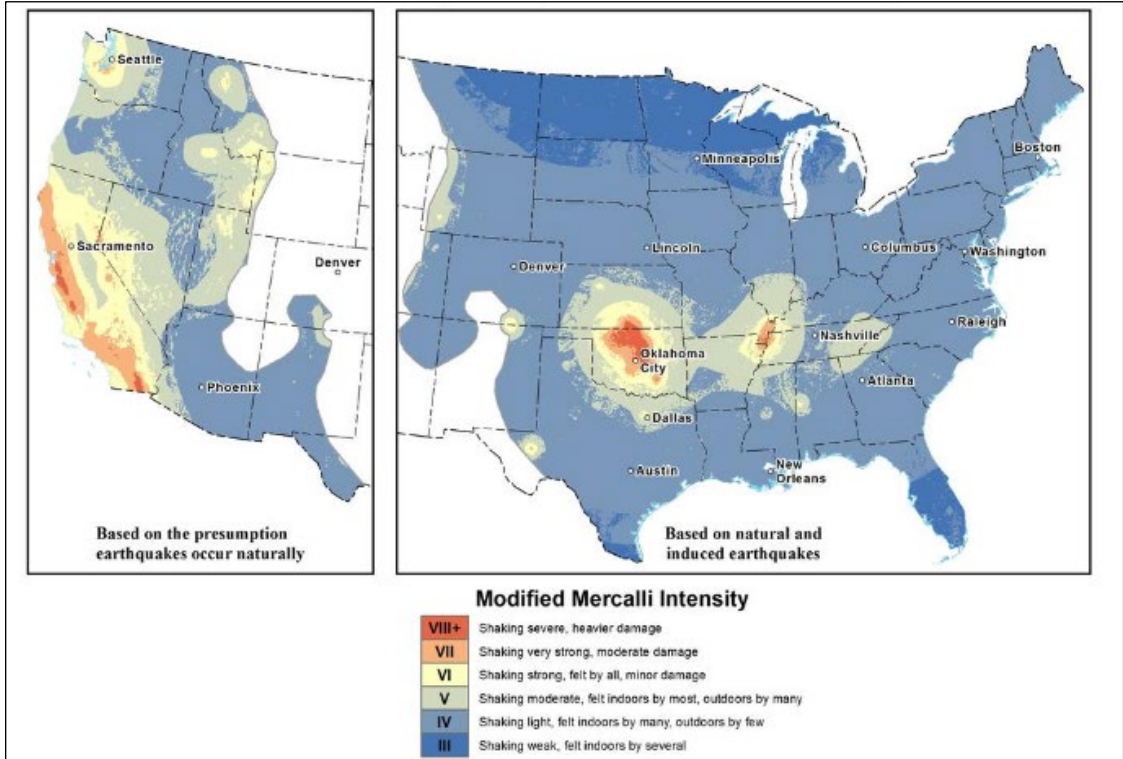 Seattle
Sacramento
Denver
Phoenix
Based on the presumption
earthquakes occur naturally
Minneapolis
Boston
Lincoln
Columbus
Washington
Denver
Nashville
Raleigh
Oklahoma
City
Atlanta
Dallas
Austin
New
Orleans
Based on natural and
induced earthquakes
Modified Mercalli Intensity
VIII+ Shaking severe, heavier damage
VII Shaking very strong, moderate damage
VI Shaking strong, felt by all, minor damage
V Shaking moderate, felt indoors by most, outdoors by many
IV Shaking light, felt indoors by many, outdoors by few
III Shaking weak, felt indoors by several